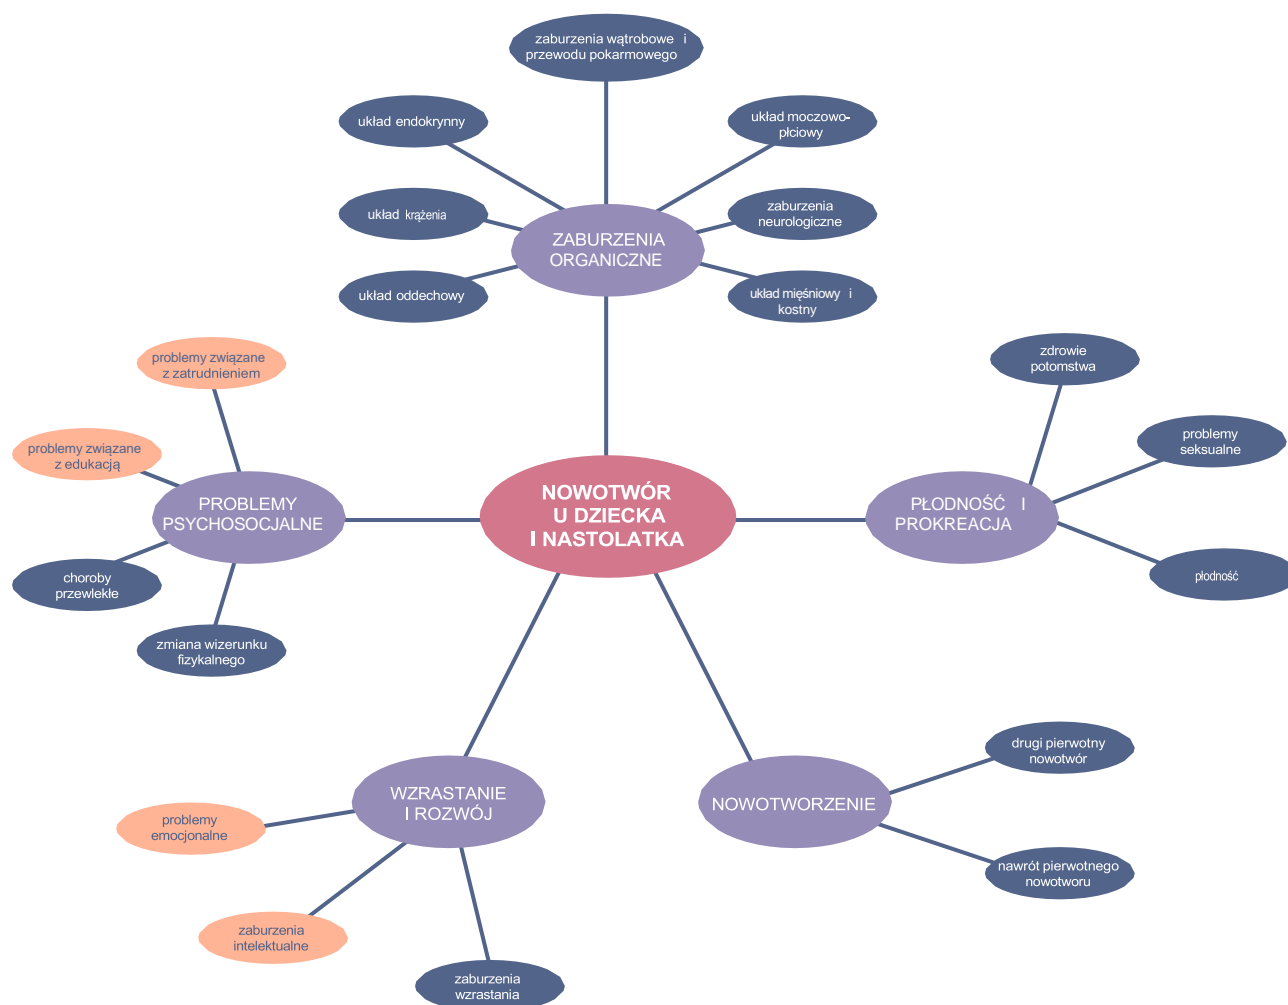 zaburzenia wątrobowe i
przewodu pokarmowego
układ endokrynny
układ moczowo-
płciowy
układ krążenia
zaburzenia
neurologiczne
ZABURZENIA
ORGANICZNE
układ oddechowy
układ mięśniowy i
kostny
problemy związane
z zatrudnieniem
zdrowie
potomstwa
problemy związane
z edukacją
problemy
seksualne
PROBLEMY
PSYCHOSOCJALNE
NOWOTWÓR
U DZIECKA
I NASTOLATKA
PŁODNOŚĆ I
PROKREACJA
choroby
przewlekłe
płodność
zmiana wizerunku
fizykalnego
drugi pierwotny
nowotwór
WZRASTANIE
I ROZWÓJ
NOWOTWORZENIE
problemy
emocjonalne
nawrót pierwotnego
nowotworu
zaburzenia
intelektualne
zaburzenia
wzrastania